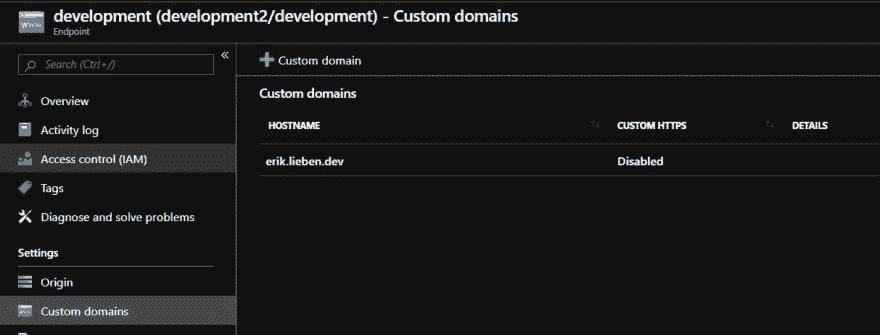 development (development2/development) - Custom domains
Endpoint
Search (Ctrl+/)
«
Overview
Activity log
Access control (IAM)
Tags
Diagnose and solve problems
Settings
Origin
Custom domains
Custom domain
Custom domains
HOSTNAME CUSTOM HTTPS DETAILS
erik.lieben.dev Disabled